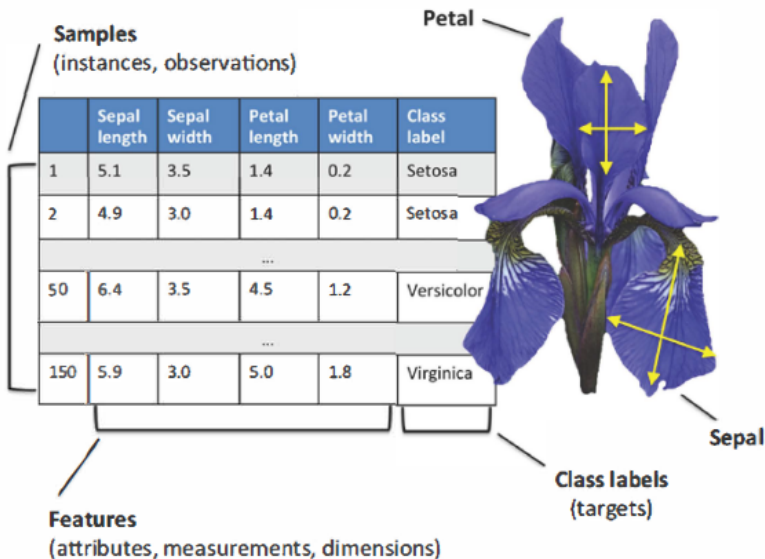 Samples
(instances, observations)
Petal
Sepal length Sepal width Petal length Petal width Class label
1 5.1 3.5 1.4 0.2 Setosa
2 4.9 3.0 1.4 0.2 Setosa
...
50 6.4 3.5 4.5 1.2 Versicolor
...
150 5.9 3.0 5.0 1.8 Virginica
Sepal
Class labels
(targets)
Features
(attributes, measurements, dimensions)